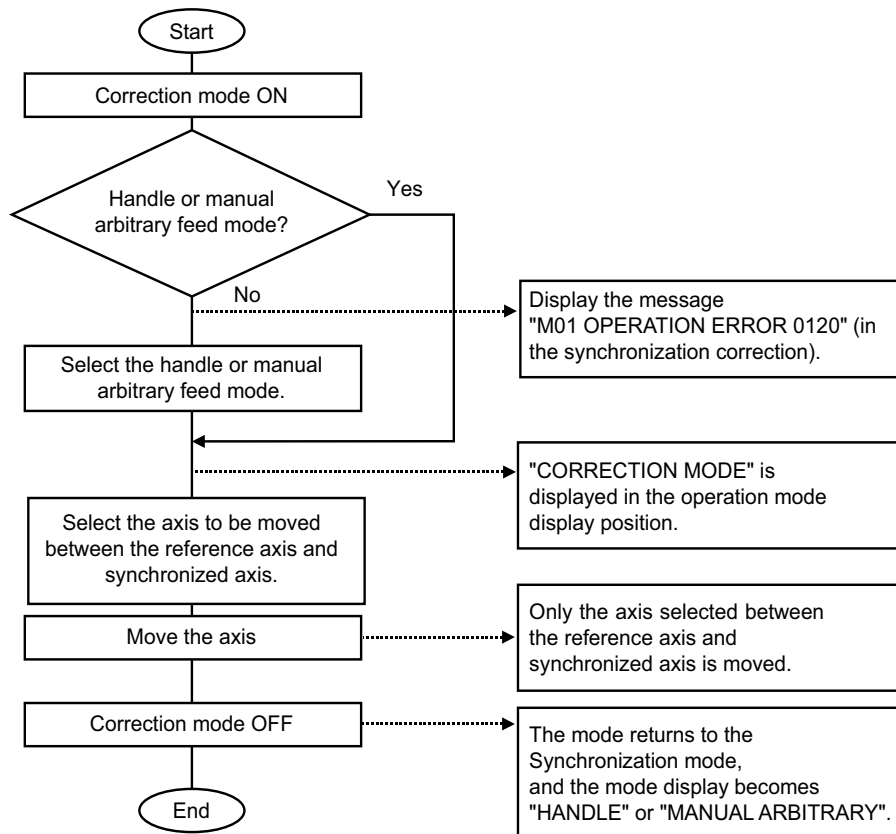 Start
Correction mode ON
Handle or manual
arbitrary feed mode?
Yes
No
Display the message
"M01 OPERATION ERROR 0120" (in
the synchronization correction).
Select the handle or manual
arbitrary feed mode.
"CORRECTION MODE" is
displayed in the operation mode
display position.
Select the axis to be moved
between the reference axis and
synchronized axis.
Move the axis
Only the axis selected between
the reference axis and
synchronized axis is moved.
Correction mode OFF
The mode returns to the
Synchronization mode,
and the mode display becomes
"HANDLE" or "MANUAL ARBITRARY".
End